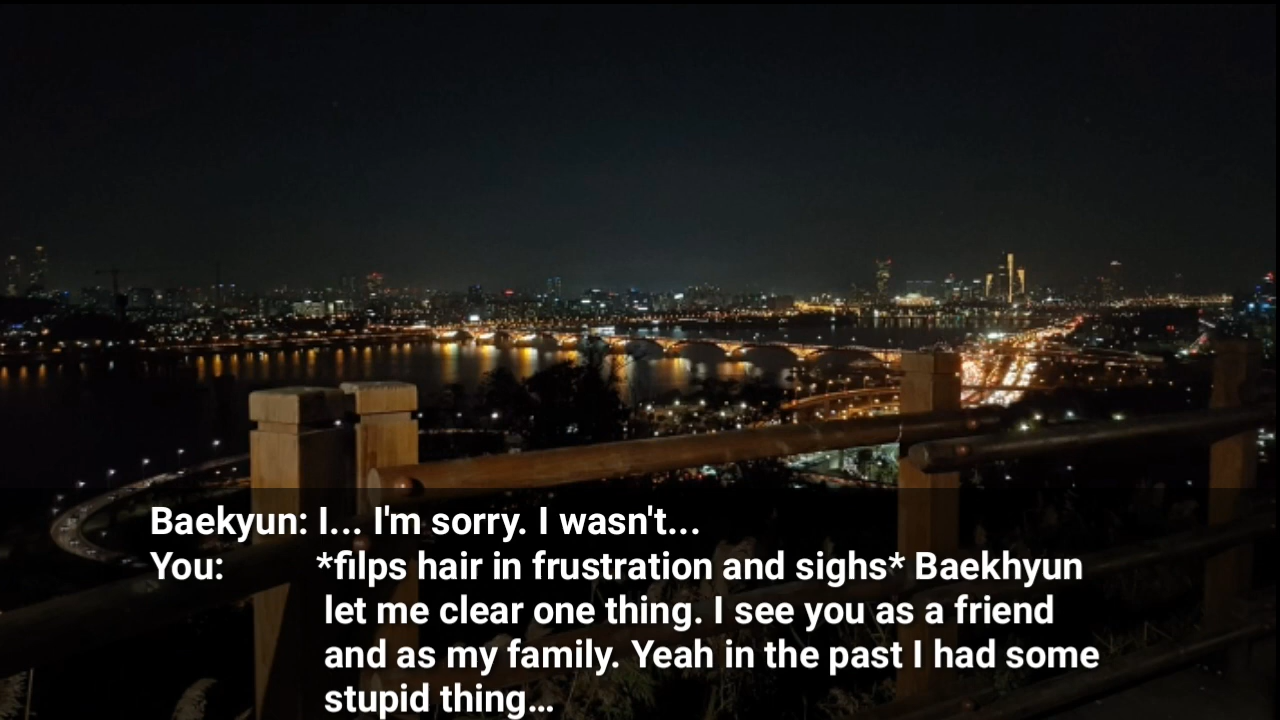 Baekyun: I... I'm sorry. I wasn't...
You: *filps hair in frustration and sighs* Baekhyun
let me clear one thing. I see you as a friend
and as my family. Yeah in the past I had some
stupid thing...